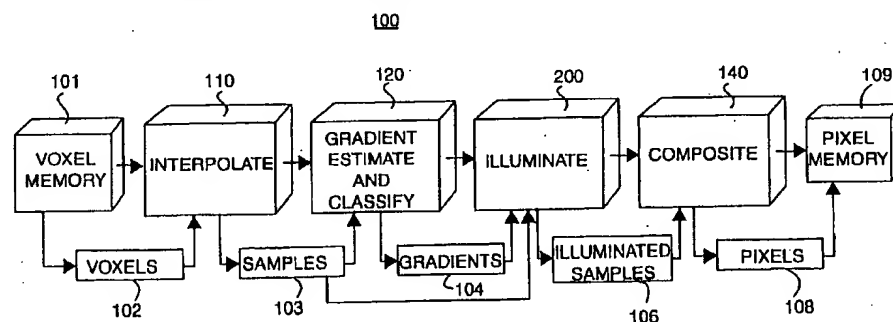 100
101
110
120
200
140
109
VOXEL
MEMORY
INTERPOLATE
GRADIENT
ESTIMATE
AND
CLASSIFY
ILLUMINATE
COMPOSITE
PIXEL
MEMORY
VOXELS
SAMPLES
GRADIENTS
ILLUMINATED
SAMPLES
PIXELS
102
103
104
106
108